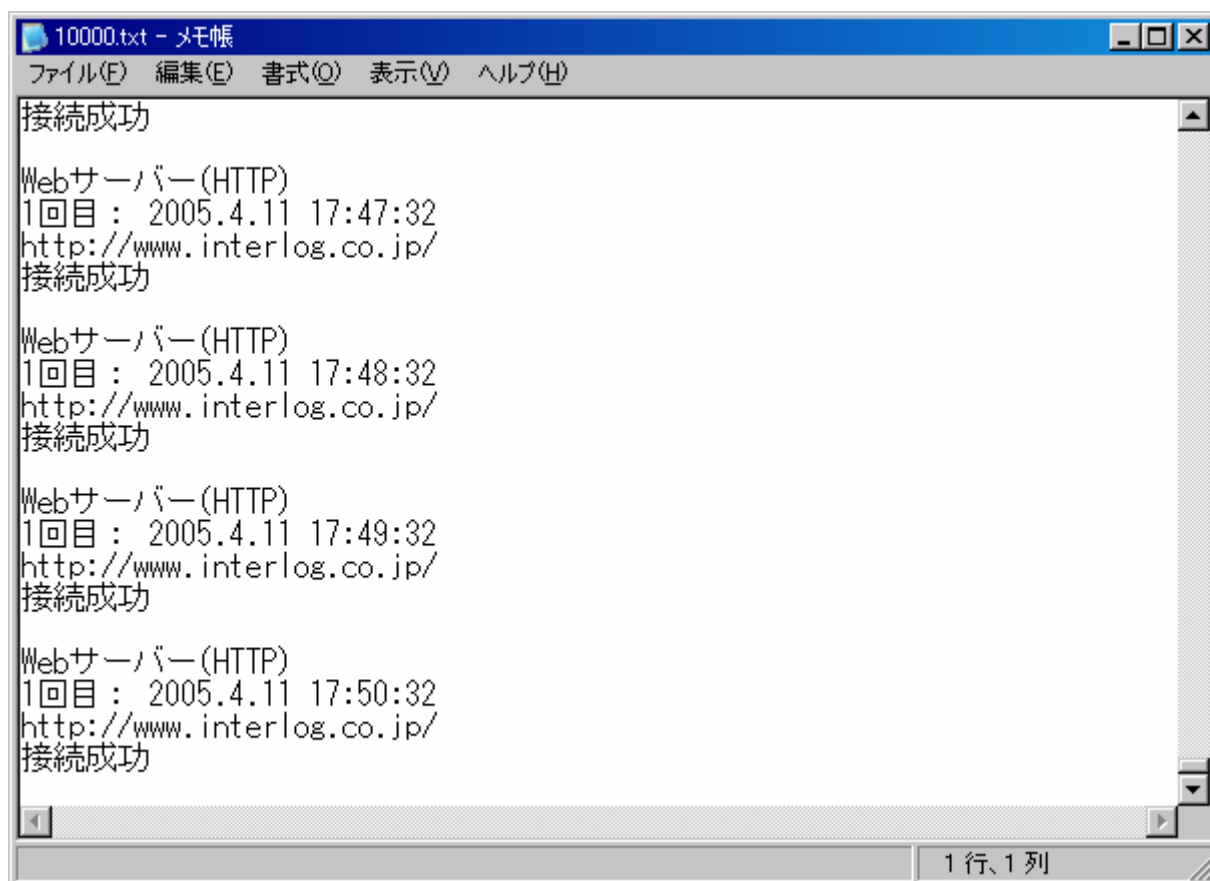 10000.txt - メモ帳
ファイル(F) 編集(E) 書式(O) 表示(V) ヘルプ(H)
接続成功
Webサーバー(HTTP)
1回目： 2005.4.11 17:47:32
http://www.interlog.co.jp/
接続成功
Webサーバー(HTTP)
1回目： 2005.4.11 17:48:32
http://www.interlog.co.jp/
接続成功
Webサーバー(HTTP)
1回目： 2005.4.11 17:49:32
http://www.interlog.co.jp/
接続成功
Webサーバー(HTTP)
1回目： 2005.4.11 17:50:32
http://www.interlog.co.jp/
接続成功
1 行、1 列